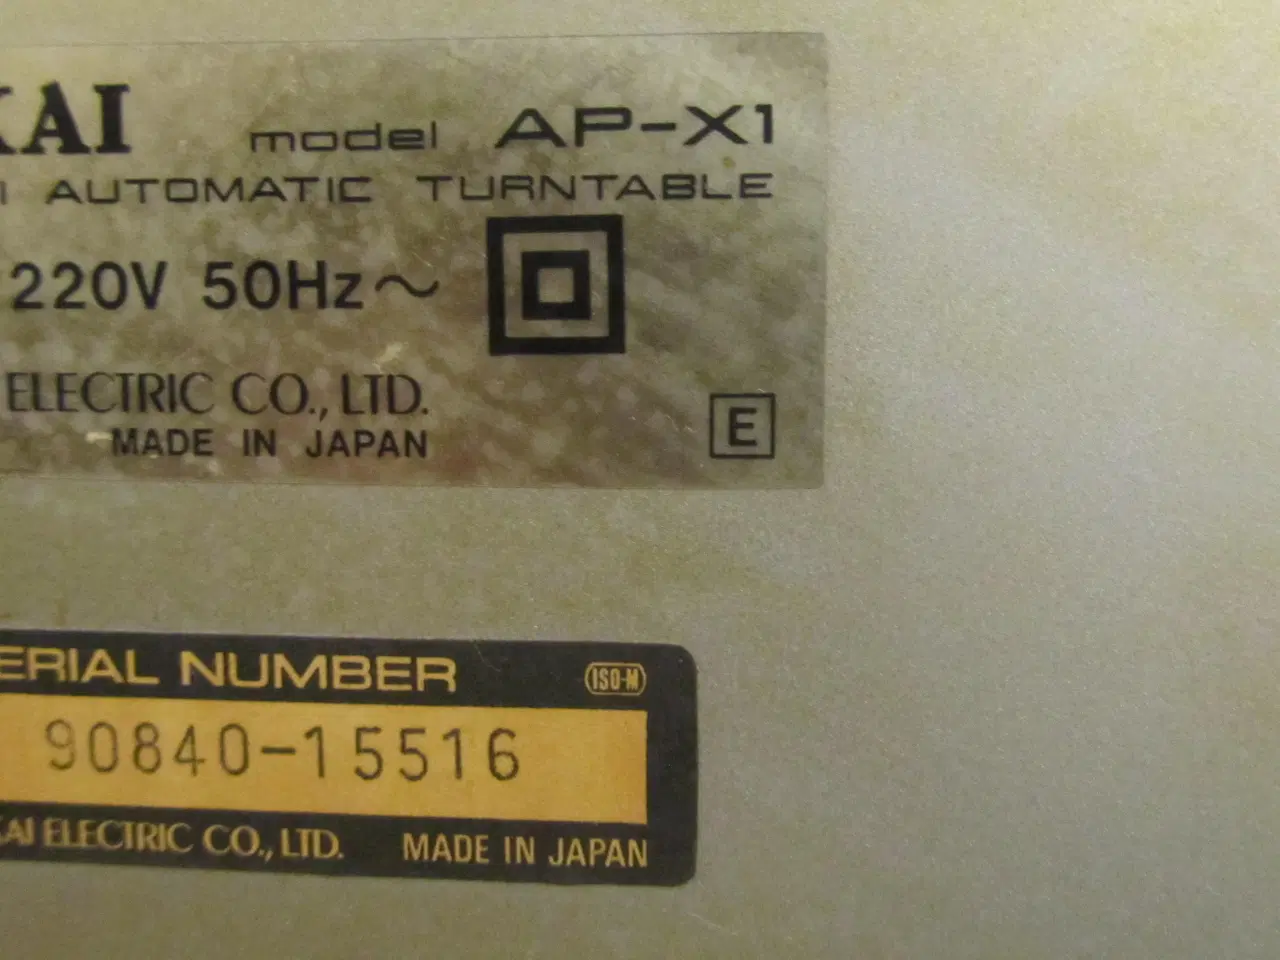 KAI model AP-X1
I AUTOMATIC TURNTABLE
220V 50Hz~
ELECTRIC CO., LTD.
MADE IN JAPAN
E
ERIAL NUMBER ISO-M
90840-15516
KAI ELECTRIC CO., LTD. MADE IN JAPAN